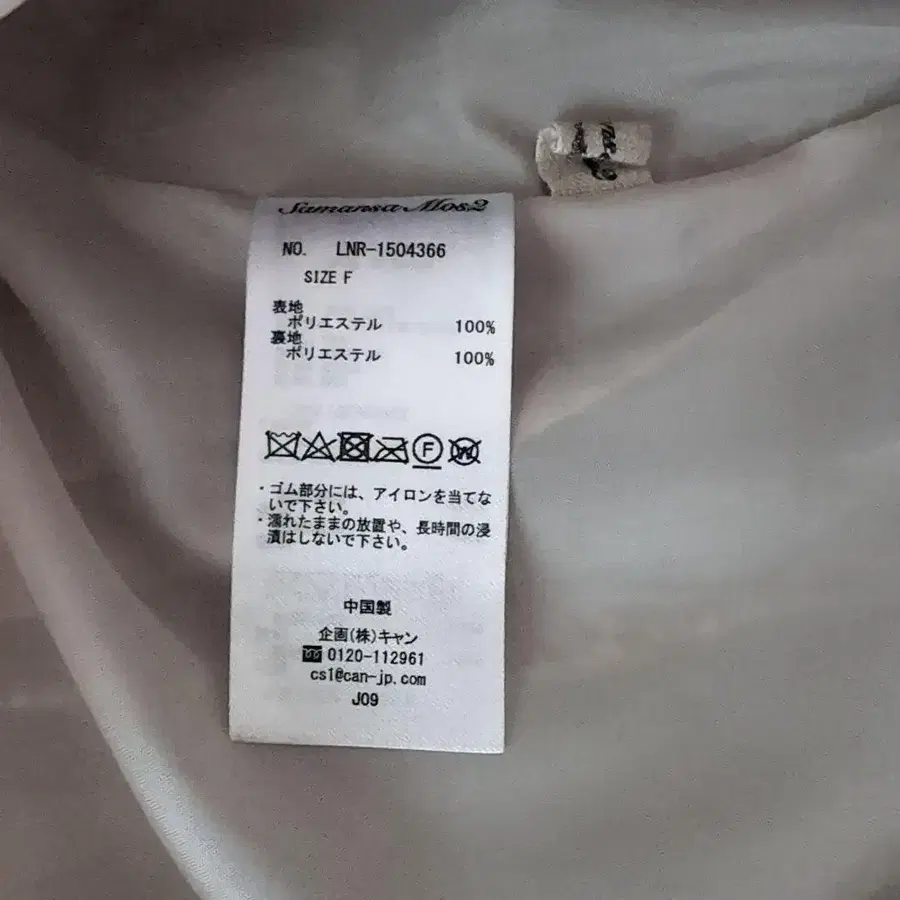 Samansa Mos2
NO. LNR-1504366
SIZE F
表地
ポリエステル 100%
裏地
ポリエステル 100%
F W
・ゴム部分には、アイロンを当てな
いで下さい。
・濡れたままの放置や、長時間の浸
漬はしないで下さい。
中国製
企画(株)キャン
0120-112961
cs1@can-jp.com
J09